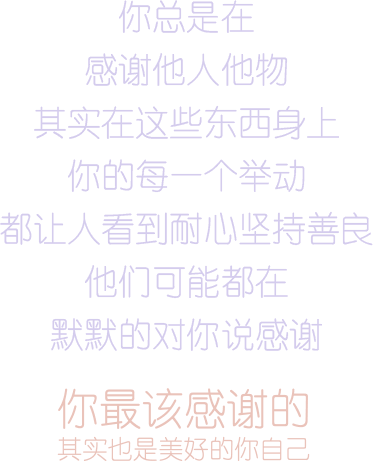 你总是在
感谢他人他物
其实在这些东西身上
你的每一个举动
都让人看到耐心坚持善良
他们可能都在
默默的对你说感谢
你最该感谢的
其实也是美好的你自己